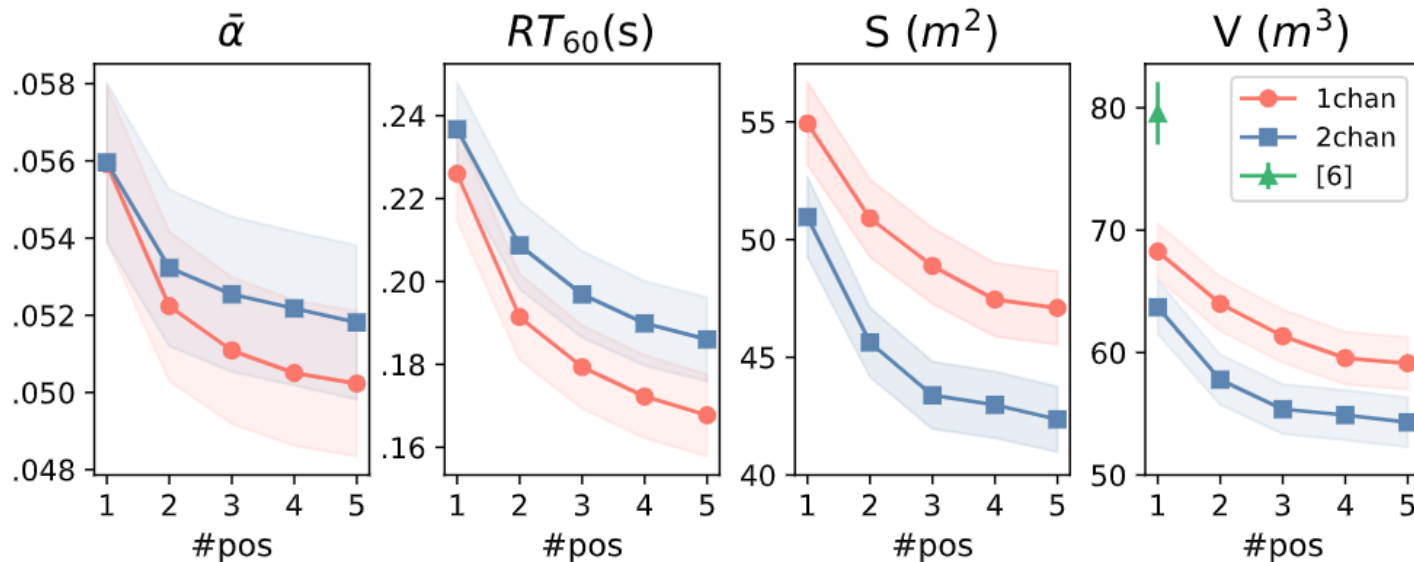 ᾱ RT₆₀(s) S (m²) V (m³)
.058 .24 55 80
.056 .22 50 70
.054 .20 45 60
.052 .18 40 50
.050 .16
.048
1chan
2chan
[6]
1 2 3 4 5 1 2 3 4 5 1 2 3 4 5 1 2 3 4 5
#pos #pos #pos #pos